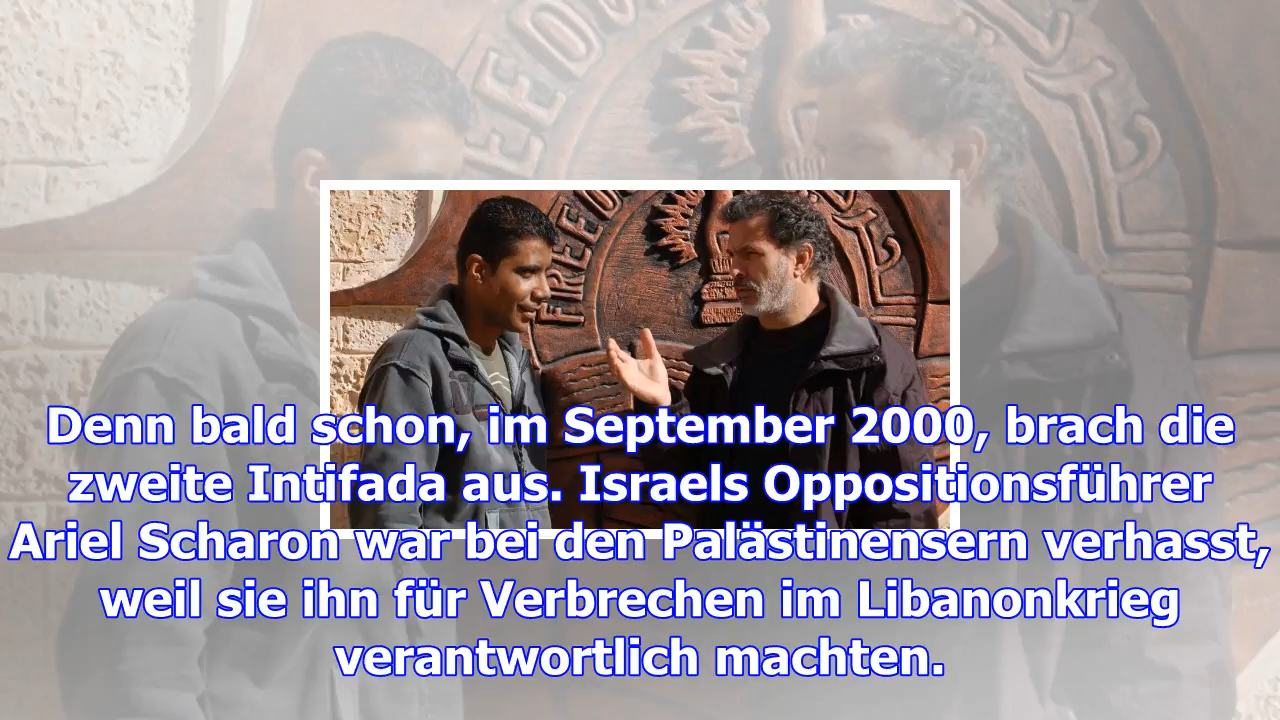 FREEDO
Denn bald schon, im September 2000, brach die
zweite Intifada aus. Israels Oppositionsführer
Ariel Scharon war bei den Palästinensern verhasst,
weil sie ihn für Verbrechen im Libanonkrieg
verantwortlich machten.